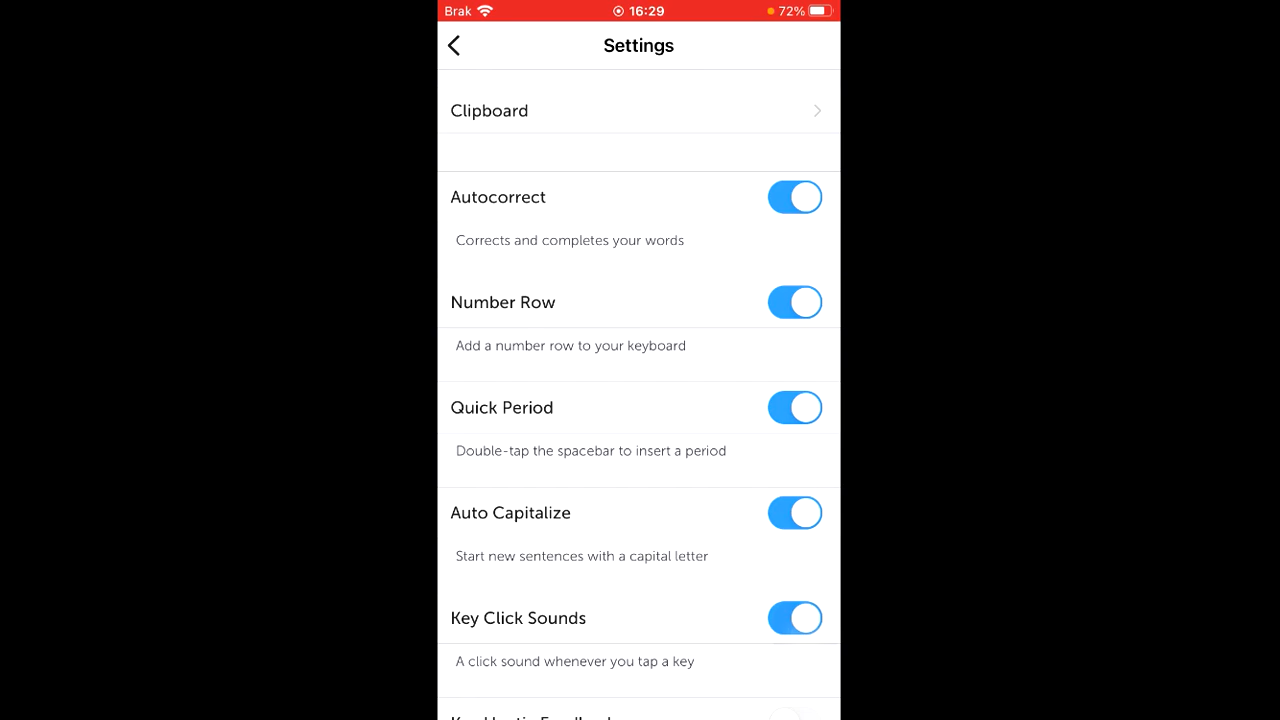 Brak 16:29 72%
Settings
Clipboard
Autocorrect
Corrects and completes your words
Number Row
Add a number row to your keyboard
Quick Period
Double-tap the spacebar to insert a period
Auto Capitalize
Start new sentences with a capital letter
Key Click Sounds
A click sound whenever you tap a key